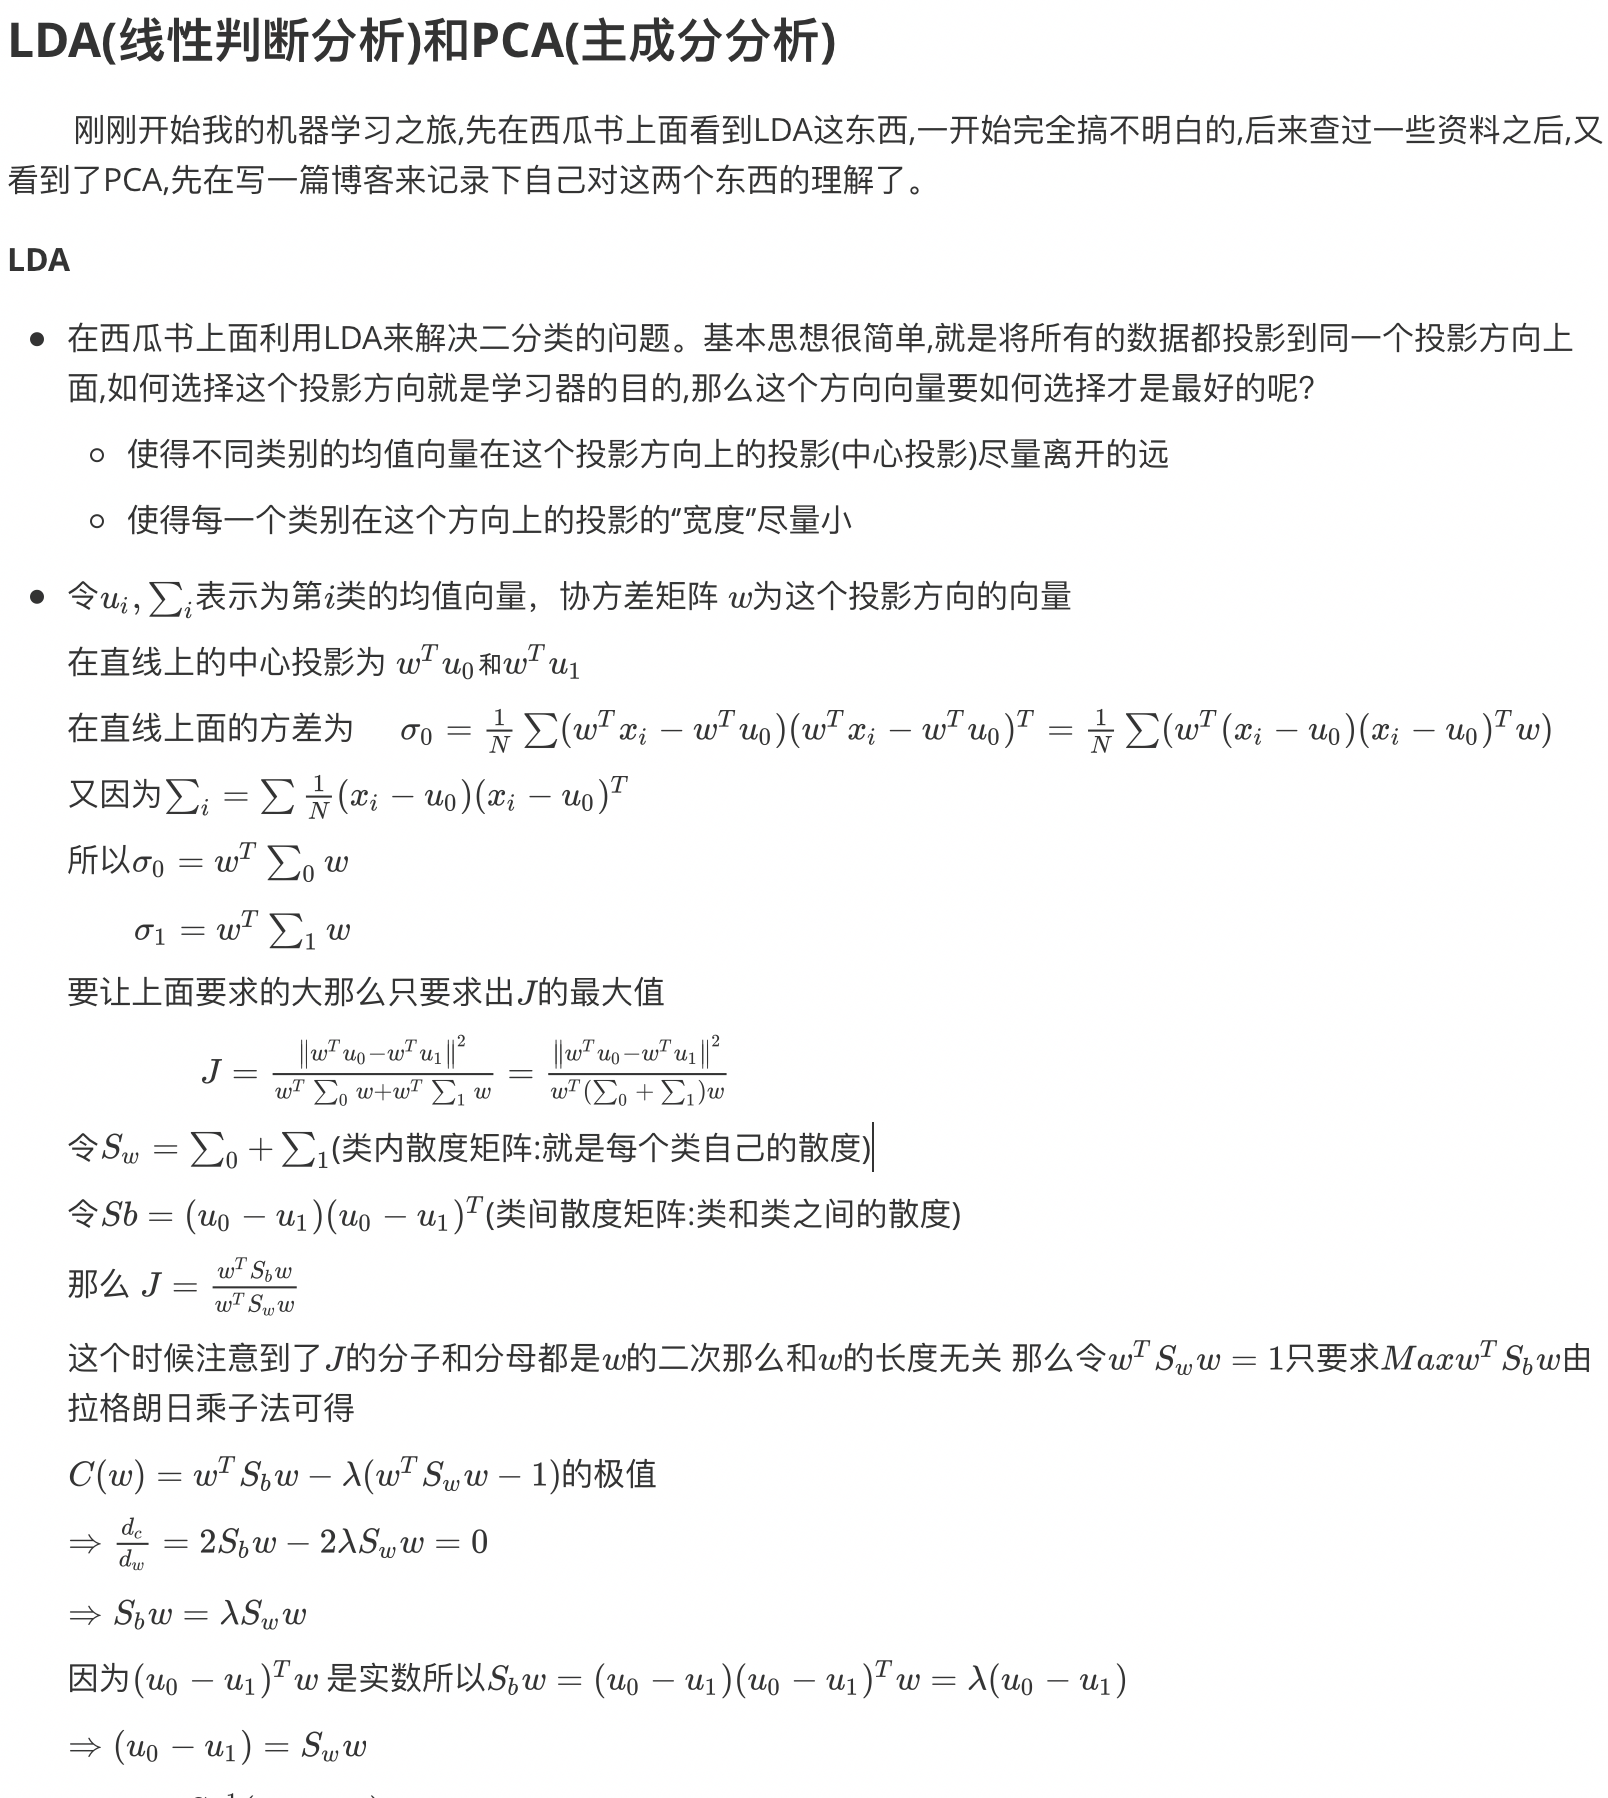 LDA(线性判断分析)和PCA(主成分分析)
刚刚开始我的机器学习之旅,先在西瓜书上面看到LDA这东西,一开始完全搞不明白的,后来查过一些资料之后,又
看到了PCA,先在写一篇博客来记录下自己对这两个东西的理解了。
LDA
在西瓜书上面利用LDA来解决二分类的问题。基本思想很简单,就是将所有的数据都投影到同一个投影方向上
面,如何选择这个投影方向就是学习器的目的,那么这个方向向量要如何选择才是最好的呢?
使得不同类别的均值向量在这个投影方向上的投影(中心投影)尽量离开的远
使得每一个类别在这个方向上的投影的“宽度“尽量小
令$u_i, \sum_i$表示为第$i$类的均值向量，协方差矩阵 $w$为这个投影方向的向量
在直线上的中心投影为 $w^T u_0$和$w^T u_1$
在直线上面的方差为 $\sigma_0 = \frac{1}{N} \sum (w^T x_i - w^T u_0)(w^T x_i - w^T u_0)^T = \frac{1}{N} \sum (w^T (x_i - u_0)(x_i - u_0)^T w)$
又因为$\sum_i = \sum \frac{1}{N} (x_i - u_0)(x_i - u_0)^T$
所以$\sigma_0 = w^T \sum_0 w$
$\sigma_1 = w^T \sum_1 w$
要让上面要求的大那么只要求出$J$的最大值
$J = \frac{\|w^T u_0 - w^T u_1\|^2}{w^T \sum_0 w + w^T \sum_1 w} = \frac{\|w^T u_0 - w^T u_1\|^2}{w^T (\sum_0 + \sum_1) w}$
令$S_w = \sum_0 + \sum_1$(类内散度矩阵:就是每个类自己的散度)
令$Sb = (u_0 - u_1)(u_0 - u_1)^T$(类间散度矩阵:类和类之间的散度)
那么 $J = \frac{w^T S_b w}{w^T S_w w}$
这个时候注意到了$J$的分子和分母都是$w$的二次那么和$w$的长度无关 那么令$w^T S_w w = 1$只要求$Max w^T S_b w$由
拉格朗日乘子法可得
$C(w) = w^T S_b w - \lambda (w^T S_w w - 1)$的极值
$\Rightarrow \frac{d_c}{d_w} = 2 S_b w - 2 \lambda S_w w = 0$
$\Rightarrow S_b w = \lambda S_w w$
因为$(u_0 - u_1)^T w$ 是实数所以$S_b w = (u_0 - u_1)(u_0 - u_1)^T w = \lambda (u_0 - u_1)$
$\Rightarrow (u_0 - u_1) = S_w w$